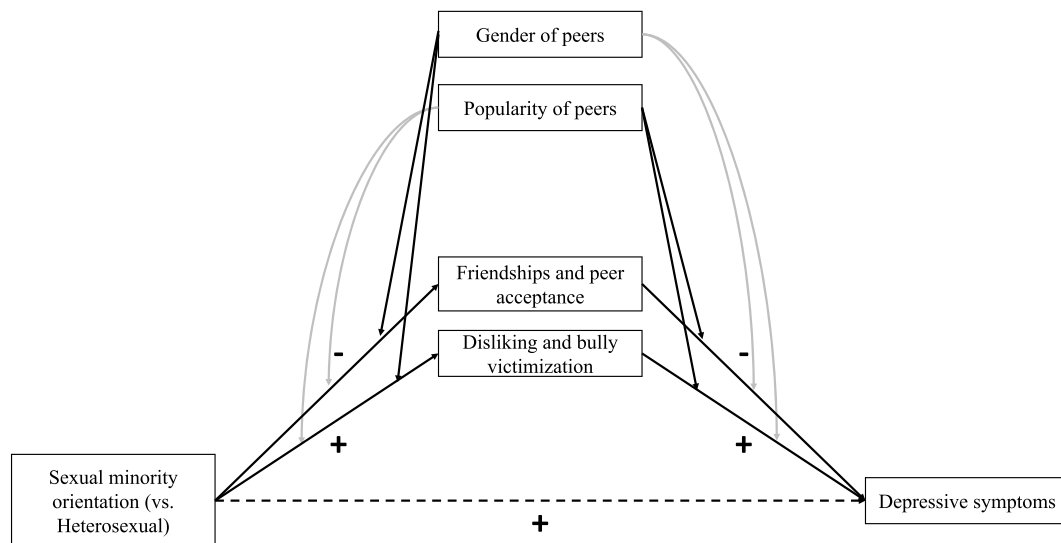 Gender of peers
Popularity of peers
Friendships and peer
acceptance
-
-
Disliking and bully
victimization
+
+
Sexual minority
orientation (vs.
Heterosexual)
Depressive symptoms
+